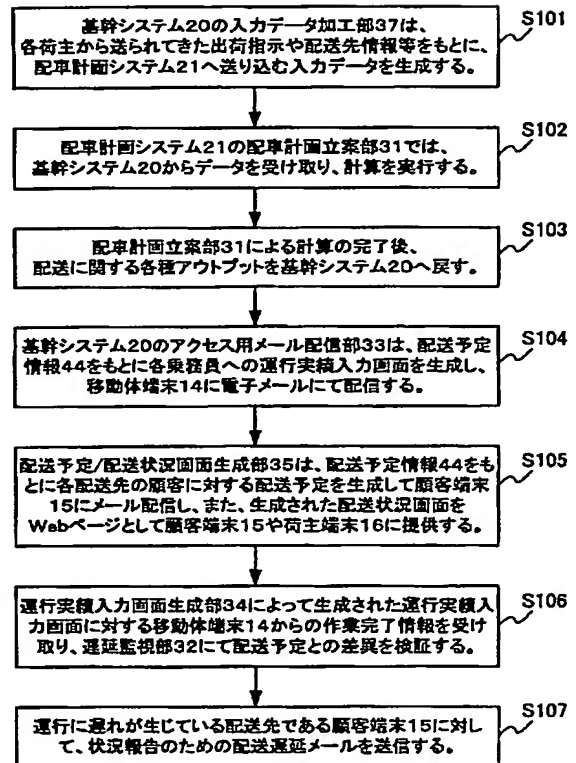 基幹システム20の入力データ加工部37は、
各荷主から送られてきた出荷指示や配送先情報等をもとに、
配車計画システム21へ送り込む入力データを生成する。
S101
配車計画システム21の配車計画立案部31では、
基幹システム20からデータを受け取り、計算を実行する。
S102
配車計画立案部31による計算の完了後、
配送に関する各種アウトプットを基幹システム20へ戻す。
S103
基幹システム20のアクセス用メール配信部33は、配送予定
情報44をもとに各乗務員への運行実績入力画面を生成し、
移動体端末14に電子メールにて配信する。
S104
配送予定/配送状況画面生成部35は、配送予定情報44をも
とに各配送先の顧客に対する配送予定を生成して顧客端末
15にメール配信し、また、生成された配送状況画面を
Webページとして顧客端末15や荷主端末16に提供する。
S105
運行実績入力画面生成部34によって生成された運行実績入
力画面に対する移動体端末14からの作業完了情報を受け
取り、遅延監視部32にて配送予定との差異を検証する。
S106
運行に遅れが生じている配送先である顧客端末15に対し
て、状況報告のための配送遅延メールを送信する。
S107